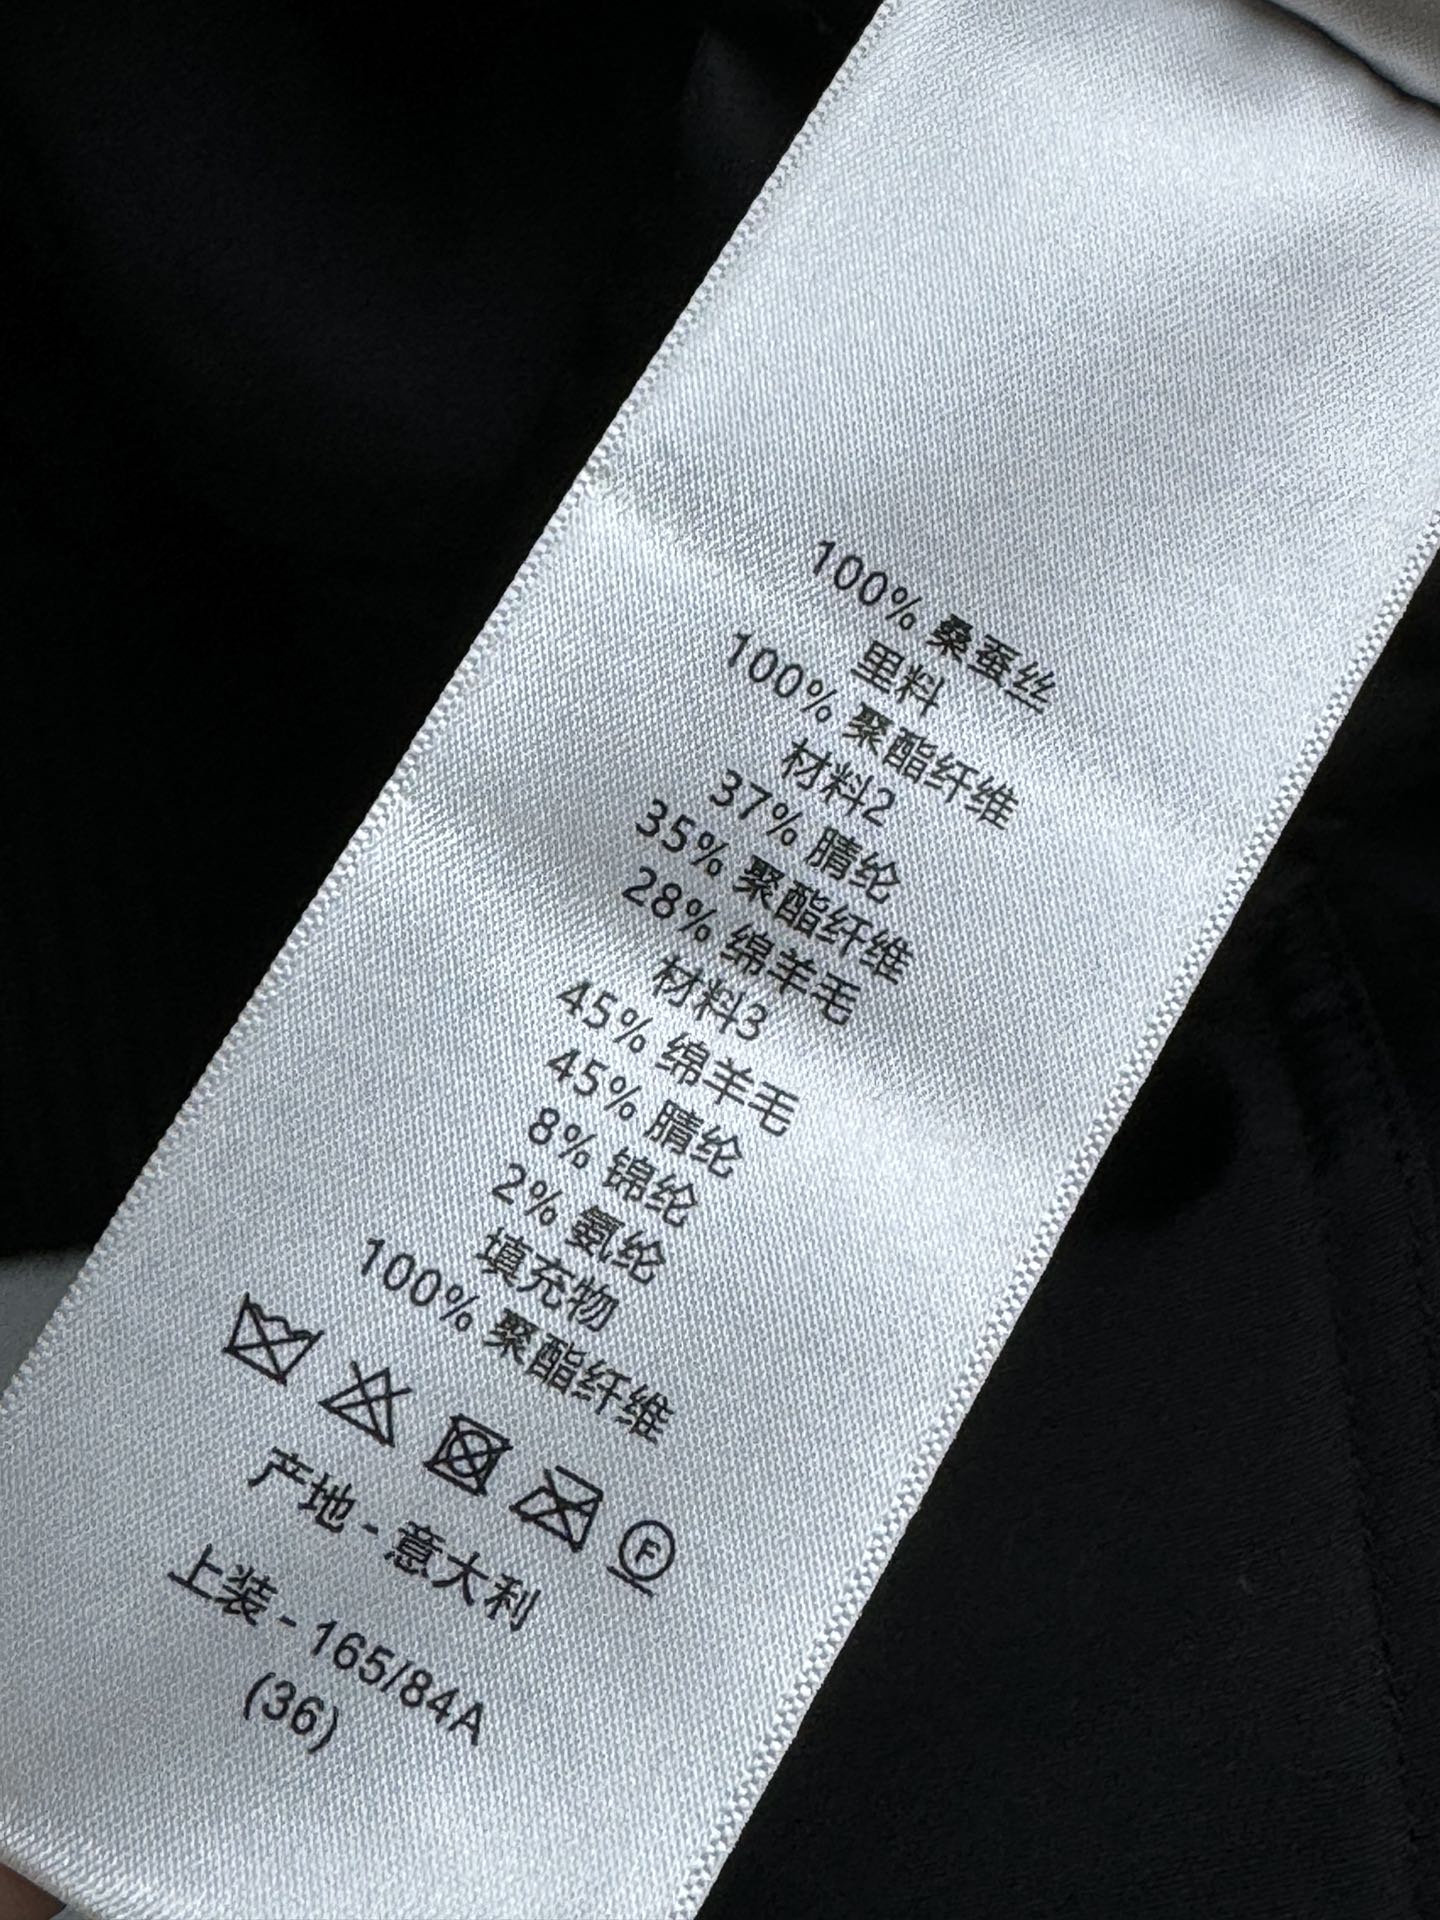 100% 桑蚕丝
里料
100% 聚酯纤维
材料2
37% 腈纶
35% 聚酯纤维
28% 绵羊毛
材料3
45% 绵羊毛
45% 腈纶
8% 锦纶
2% 氨纶
填充物
100% 聚酯纤维
F
产地 - 意大利
上装 - 165/84A
(36)